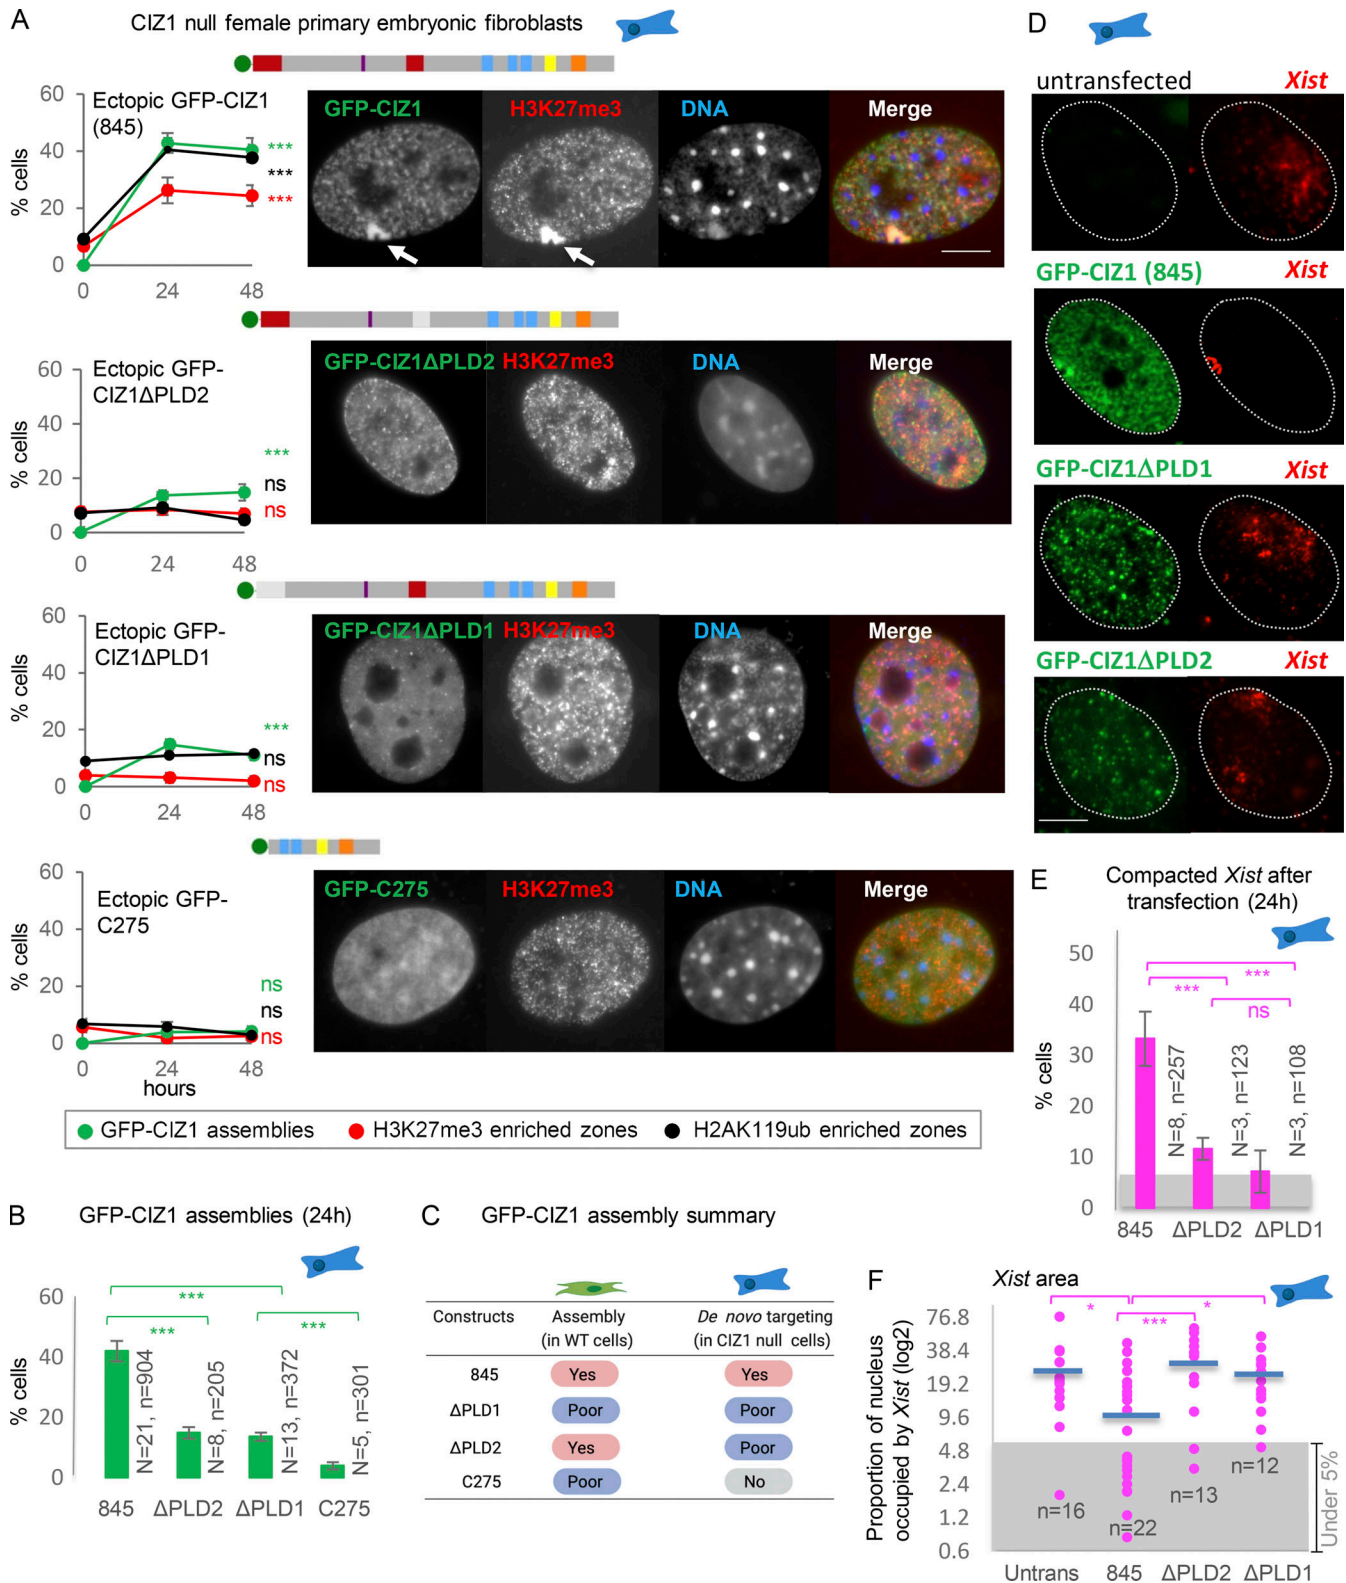 A
CIZ1 null female primary embryonic fibroblasts
60
40
20
0
% cells
Ectopic GFP-CIZ1
(845)
***
***
***
0 24 48
GFP-CIZ1 H3K27me3 DNA Merge
60
40
20
0
% cells
Ectopic GFP-
CIZ1ΔPLD2
***
ns
ns
0 24 48
GFP-CIZ1ΔPLD2 H3K27me3 DNA Merge
60
40
20
0
% cells
Ectopic GFP-
CIZ1ΔPLD1
***
ns
ns
0 24 48
GFP-CIZ1ΔPLD1 H3K27me3 DNA Merge
60
40
20
0
% cells
Ectopic GFP-
C275
ns
ns
ns
0 24 48
hours
GFP-C275 H3K27me3 DNA Merge
GFP-CIZ1 assemblies H3K27me3 enriched zones H2AK119ub enriched zones
B
GFP-CIZ1 assemblies (24h)
60
40
20
0
% cells
***
*** ***
N=21, n=904
N=8, n=205
N=13, n=372
N=5, n=301
845 ΔPLD2 ΔPLD1 C275
C
GFP-CIZ1 assembly summary
Constructs Assembly De novo targeting
(in WT cells) (in CIZ1 null cells)
845 Yes Yes
ΔPLD1 Poor Poor
ΔPLD2 Yes Poor
C275 Poor No
D
untransfected Xist
GFP-CIZ1 (845) Xist
GFP-CIZ1ΔPLD1 Xist
GFP-CIZ1ΔPLD2 Xist
E
Compacted Xist after
transfection (24h)
50
40
30
20
10
0
% cells
***
***
ns
N=8, n=257
N=3, n=123
N=3, n=108
845 ΔPLD2 ΔPLD1
F
Xist area
76.8
38.4
19.2
9.6
4.8
2.4
1.2
0.6
Proportion of nucleus
occupied by Xist (log2)
* *
***
n=16
n=22
n=13
n=12
Under 5%
Untrans 845 ΔPLD2 ΔPLD1